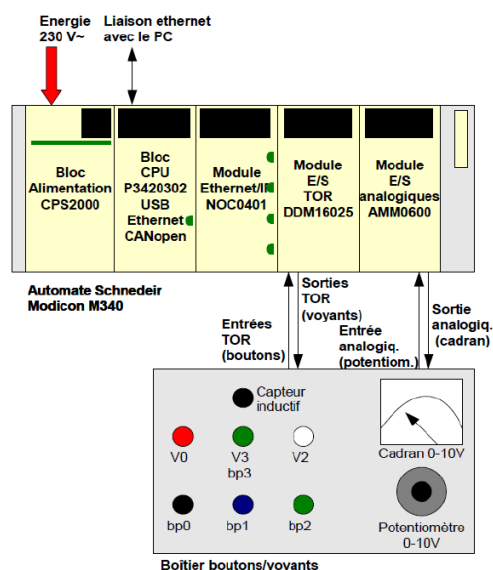 Energie
230 V~
Liaison ethernet
avec le PC
Bloc
Alimentation
CPS2000
Bloc
CPU
P3420302
USB
Ethernet
CANopen
Module
Ethernet/IP
NOC0401
Module
E/S
TOR
DDM16025
Module
E/S
analogiques
AMM0600
Automate Schnedeir
Modicon M340
Entrées
TOR
(boutons)
Sorties
TOR
(voyants)
Entrée
analogiq.
(potentiom.)
Sortie
analogiq.
(cadran)
Capteur
inductif
V0
V3
bp3
V2
Cadran 0-10V
bp0
bp1
bp2
Potentiomètre
0-10V
Boîtier boutons/voyants